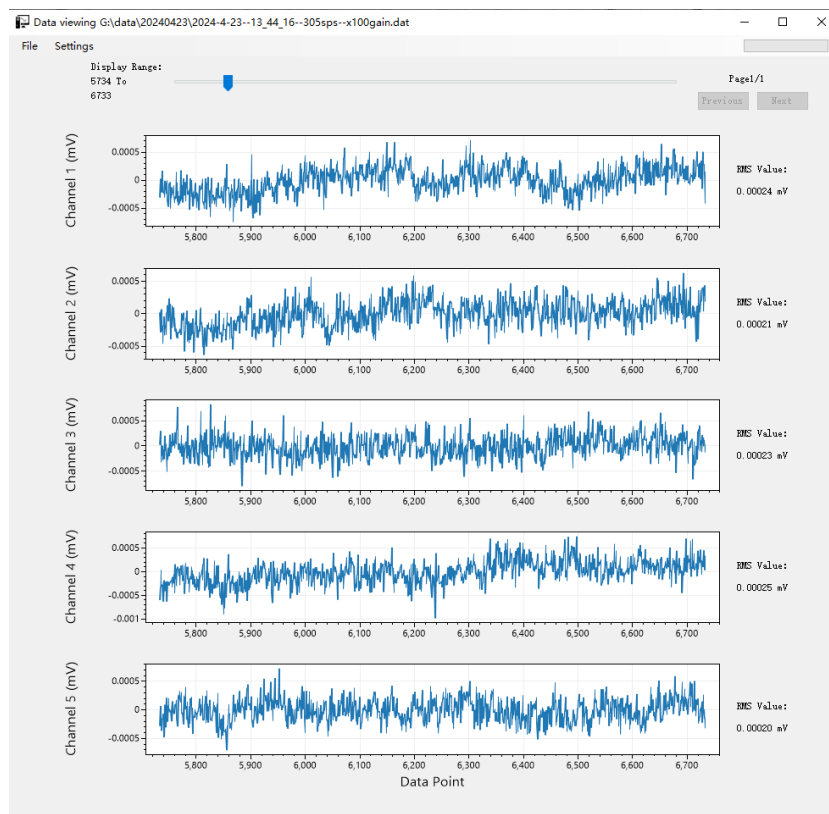 Data viewing G:\data\20240423\2024-4-23--13_44_16--305sps--x100gain.dat
File Settings
Display Range:
5734 To
6733
Page1/1
Previous Next
Channel 1 (mV)
0.0005
0
-0.0005
5,800 5,900 6,000 6,100 6,200 6,300 6,400 6,500 6,600 6,700
RMS Value:
0.00024 mV
Channel 2 (mV)
0.0005
0
-0.0005
5,800 5,900 6,000 6,100 6,200 6,300 6,400 6,500 6,600 6,700
RMS Value:
0.00021 mV
Channel 3 (mV)
0.0005
0
-0.0005
5,800 5,900 6,000 6,100 6,200 6,300 6,400 6,500 6,600 6,700
RMS Value:
0.00023 mV
Channel 4 (mV)
0.0005
0
-0.0005
-0.001
5,800 5,900 6,000 6,100 6,200 6,300 6,400 6,500 6,600 6,700
RMS Value:
0.00025 mV
Channel 5 (mV)
0.0005
0
-0.0005
5,800 5,900 6,000 6,100 6,200 6,300 6,400 6,500 6,600 6,700
RMS Value:
0.00020 mV
Data Point